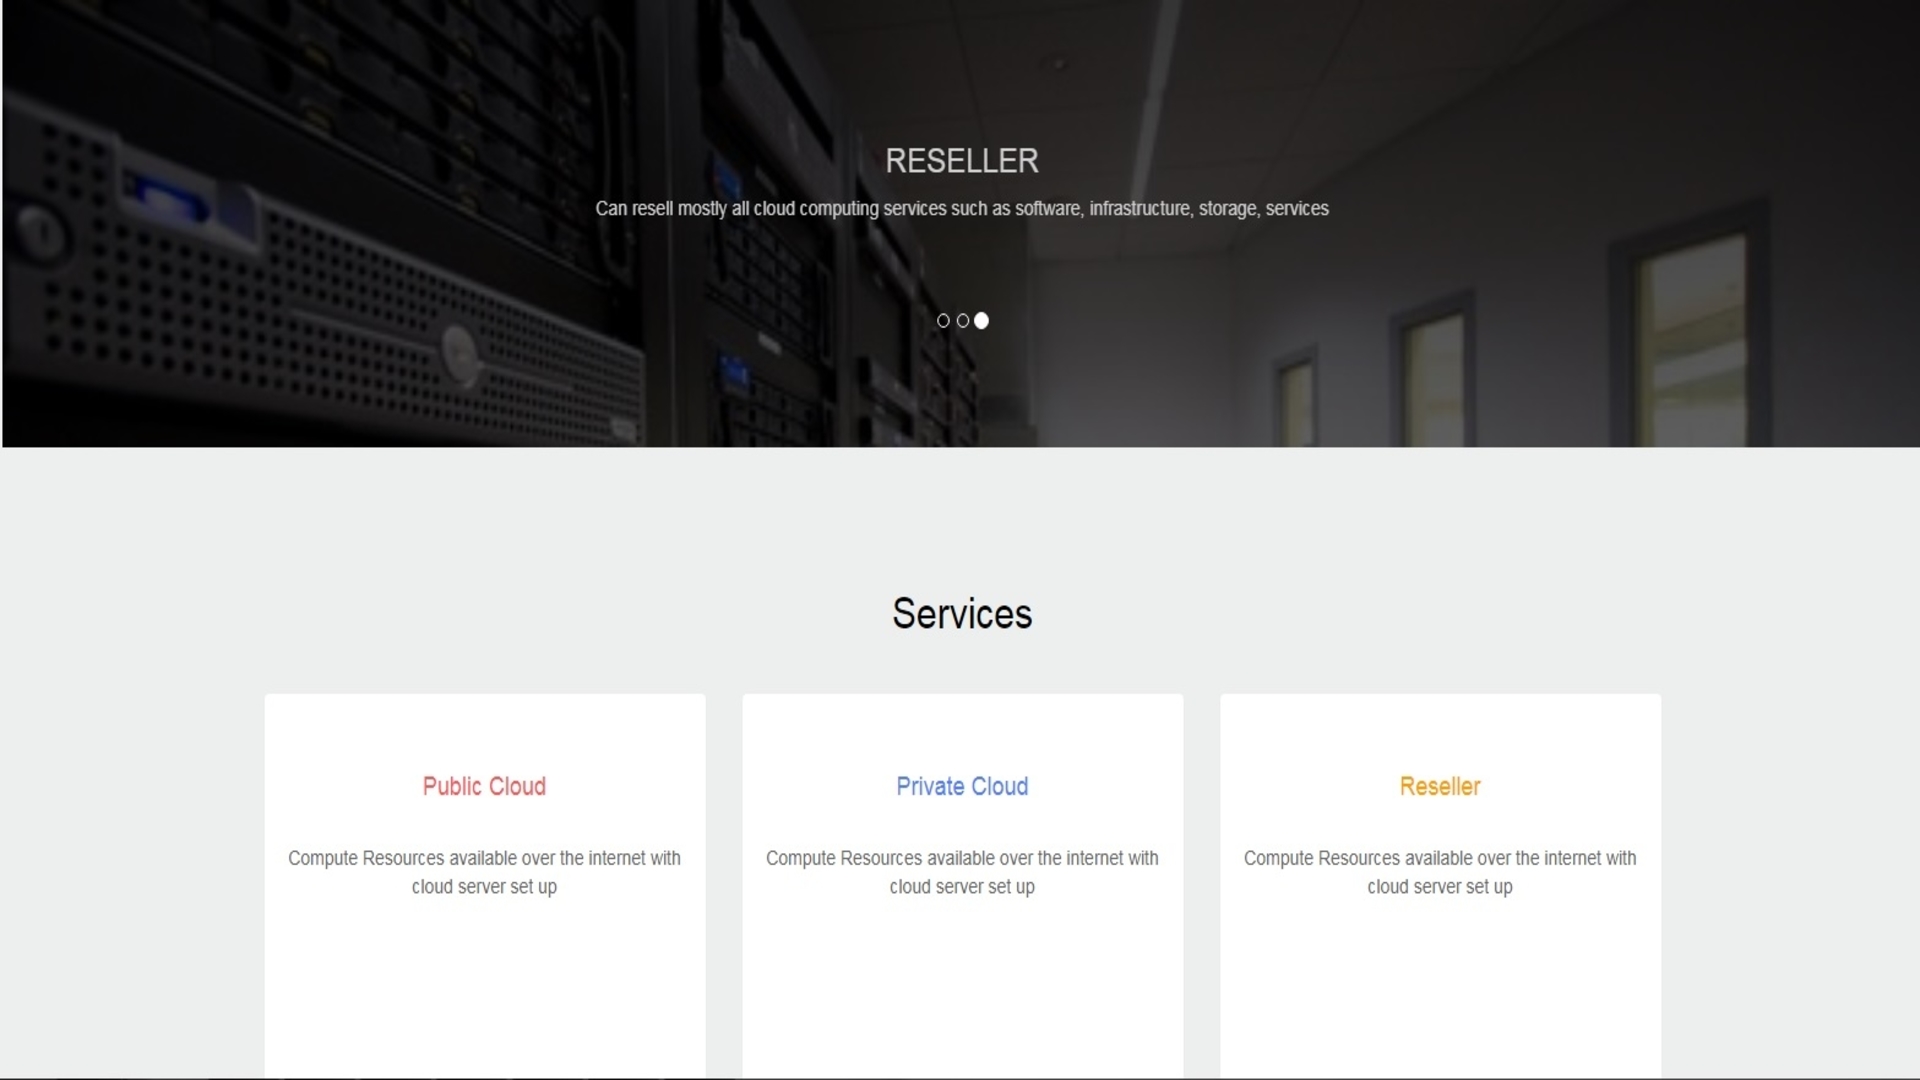 RESELLER
Can resell mostly all cloud computing services such as software, infrastructure, storage, services
Services
Public Cloud
Compute Resources available over the internet with
cloud server set up
Private Cloud
Compute Resources available over the internet with
cloud server set up
Reseller
Compute Resources available over the internet with
cloud server set up